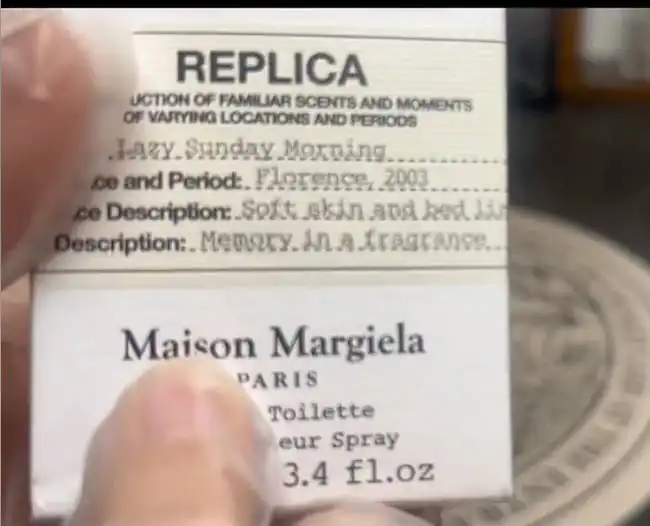 REPLICA
UCTION OF FAMILIAR SCENTS AND MOMENTS
OF VARYING LOCATIONS AND PERIODS
Lazy Sunday Morning
ce and Period: Florence, 2003
ce Description: Soft skin and bed lin
Description: Memory in a fragrance
Maison Margiela
PARIS
Toilette
eur Spray
3.4 fl.oz